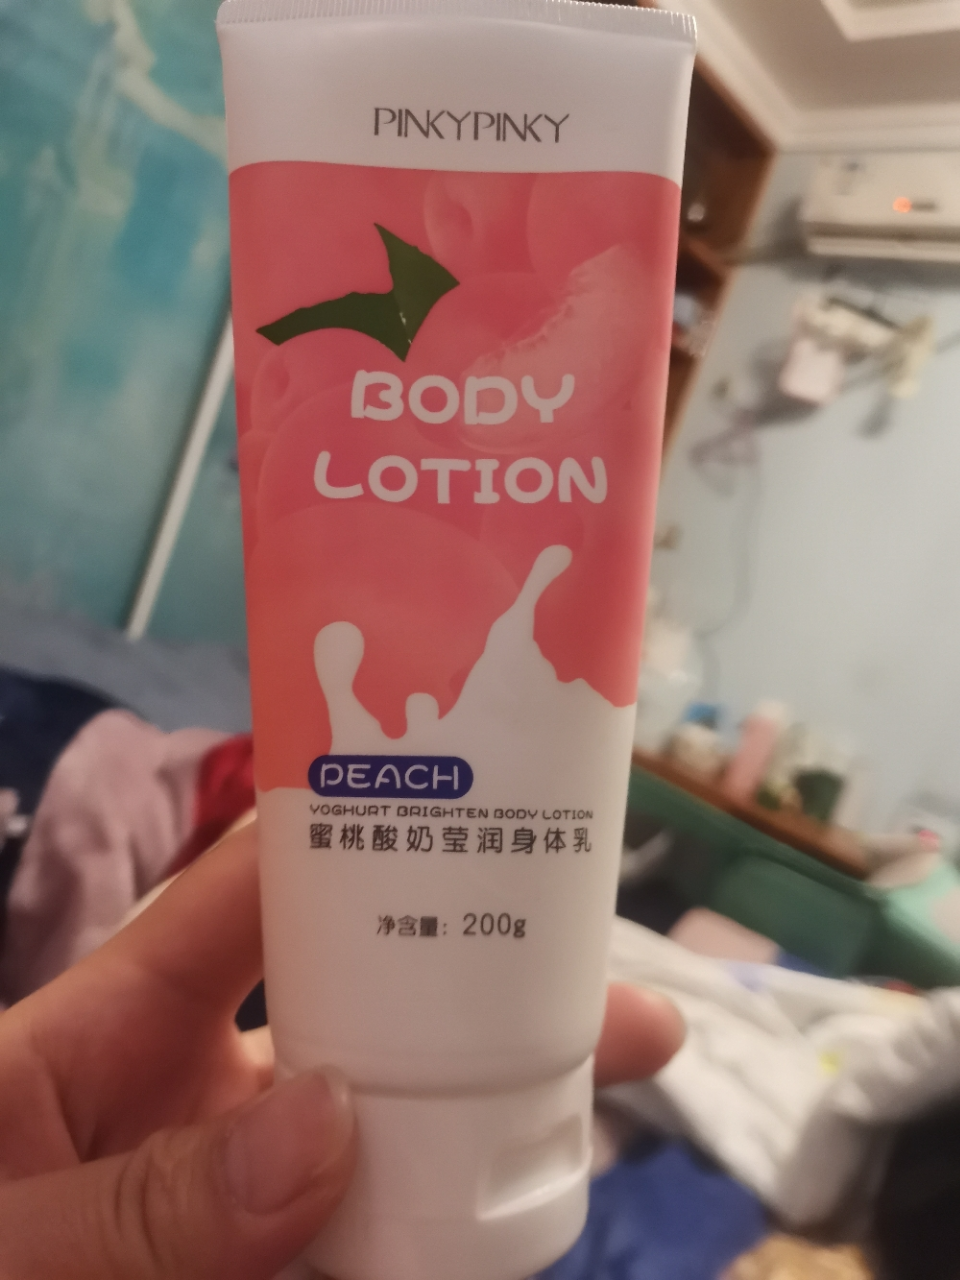 PINKYPINKY
BODY
LOTION
PEACH
YOGHURT BRIGHTEN BODY LOTION
蜜桃酸奶莹润身体乳
净含量：200g